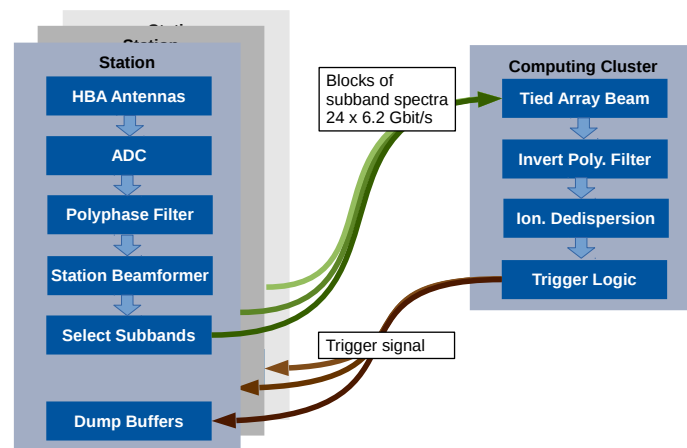 Station
Station
Station
HBA Antennas
ADC
Polyphase Filter
Station Beamformer
Select Subbands
Dump Buffers
Blocks of
subband spectra
24 x 6.2 Gbit/s
Trigger signal
Computing Cluster
Tied Array Beam
Invert Poly. Filter
Ion. Dedispersion
Trigger Logic